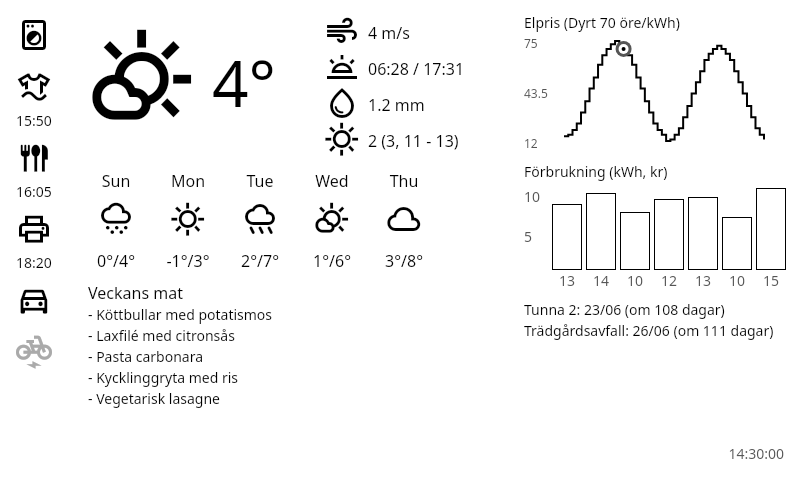 15:50
16:05
18:20
4°
4 m/s
06:28 / 17:31
1.2 mm
2 (3, 11 - 13)
Sun Mon Tue Wed Thu
0°/4° -1°/3° 2°/7° 1°/6° 3°/8°
Veckans mat
- Köttbullar med potatismos
- Laxfilé med citronsås
- Pasta carbonara
- Kycklinggryta med ris
- Vegetarisk lasagne
Elpris (Dyrt 70 öre/kWh)
75
43.5
12
Förbrukning (kWh, kr)
10
5
13 14 10 12 13 10 15
Tunna 2: 23/06 (om 108 dagar)
Trädgårdsavfall: 26/06 (om 111 dagar)
14:30:00